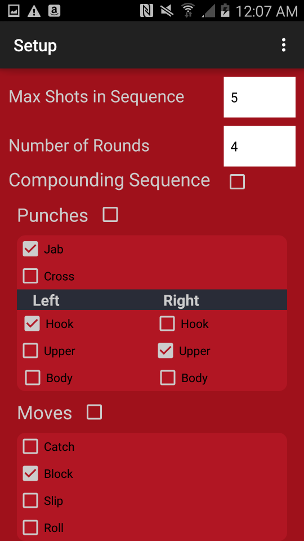 12:07 AM
Setup
Max Shots in Sequence 5
Number of Rounds 4
Compounding Sequence
Punches
Jab
Cross
Left Right
Hook Hook
Upper Upper
Body Body
Moves
Catch
Block
Slip
Roll